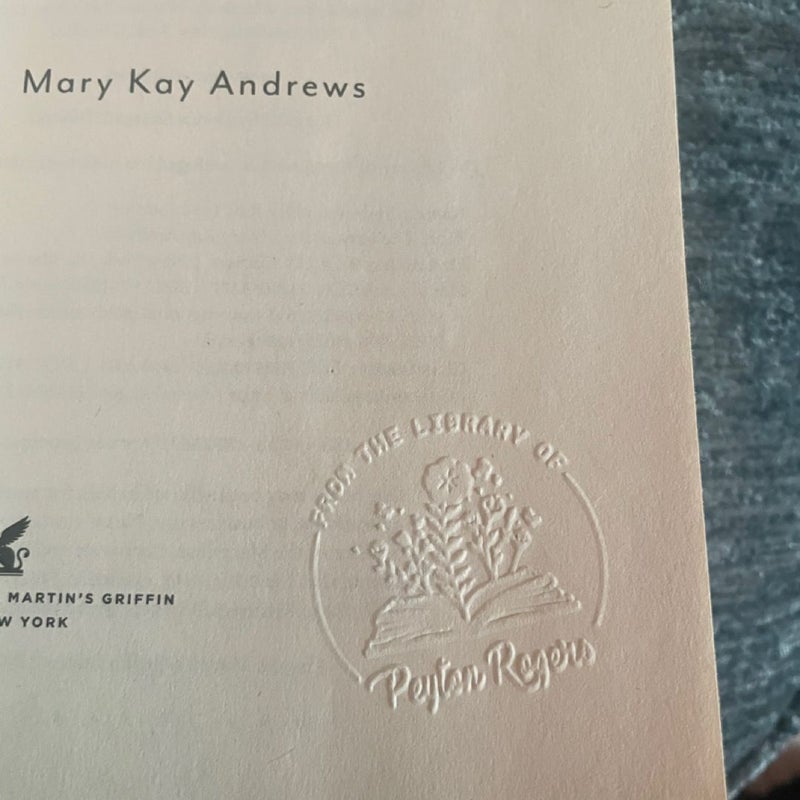 Mary Kay Andrews
FROM THE LIBRARY OF
MARTIN'S GRIFFIN
YORK
Peyton Rogers